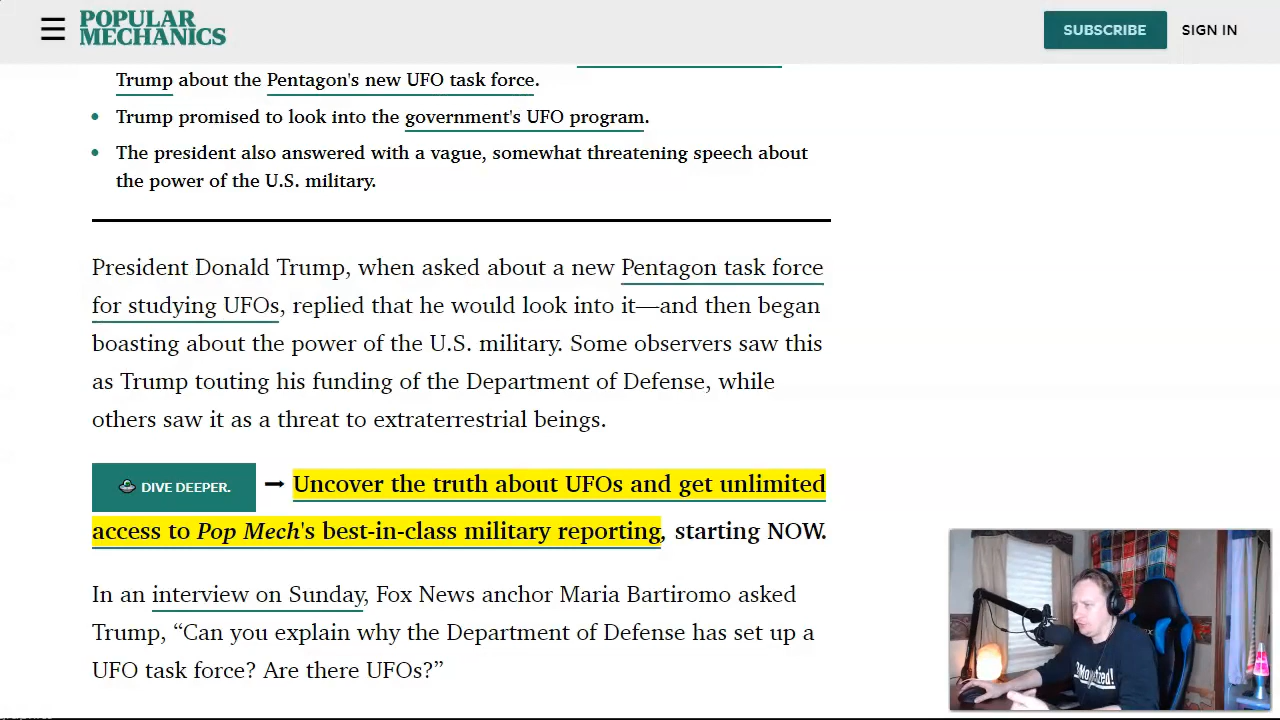 POPULAR
MECHANICS
SUBSCRIBE
SIGN IN
Trump about the Pentagon's new UFO task force.
• Trump promised to look into the government's UFO program.
• The president also answered with a vague, somewhat threatening speech about
the power of the U.S. military.
President Donald Trump, when asked about a new Pentagon task force
for studying UFOs, replied that he would look into it—and then began
boasting about the power of the U.S. military. Some observers saw this
as Trump touting his funding of the Department of Defense, while
others saw it as a threat to extraterrestrial beings.
DIVE DEEPER. ➞ Uncover the truth about UFOs and get unlimited
access to Pop Mech's best-in-class military reporting, starting NOW.
In an interview on Sunday, Fox News anchor Maria Bartiromo asked
Trump, “Can you explain why the Department of Defense has set up a
UFO task force? Are there UFOs?”